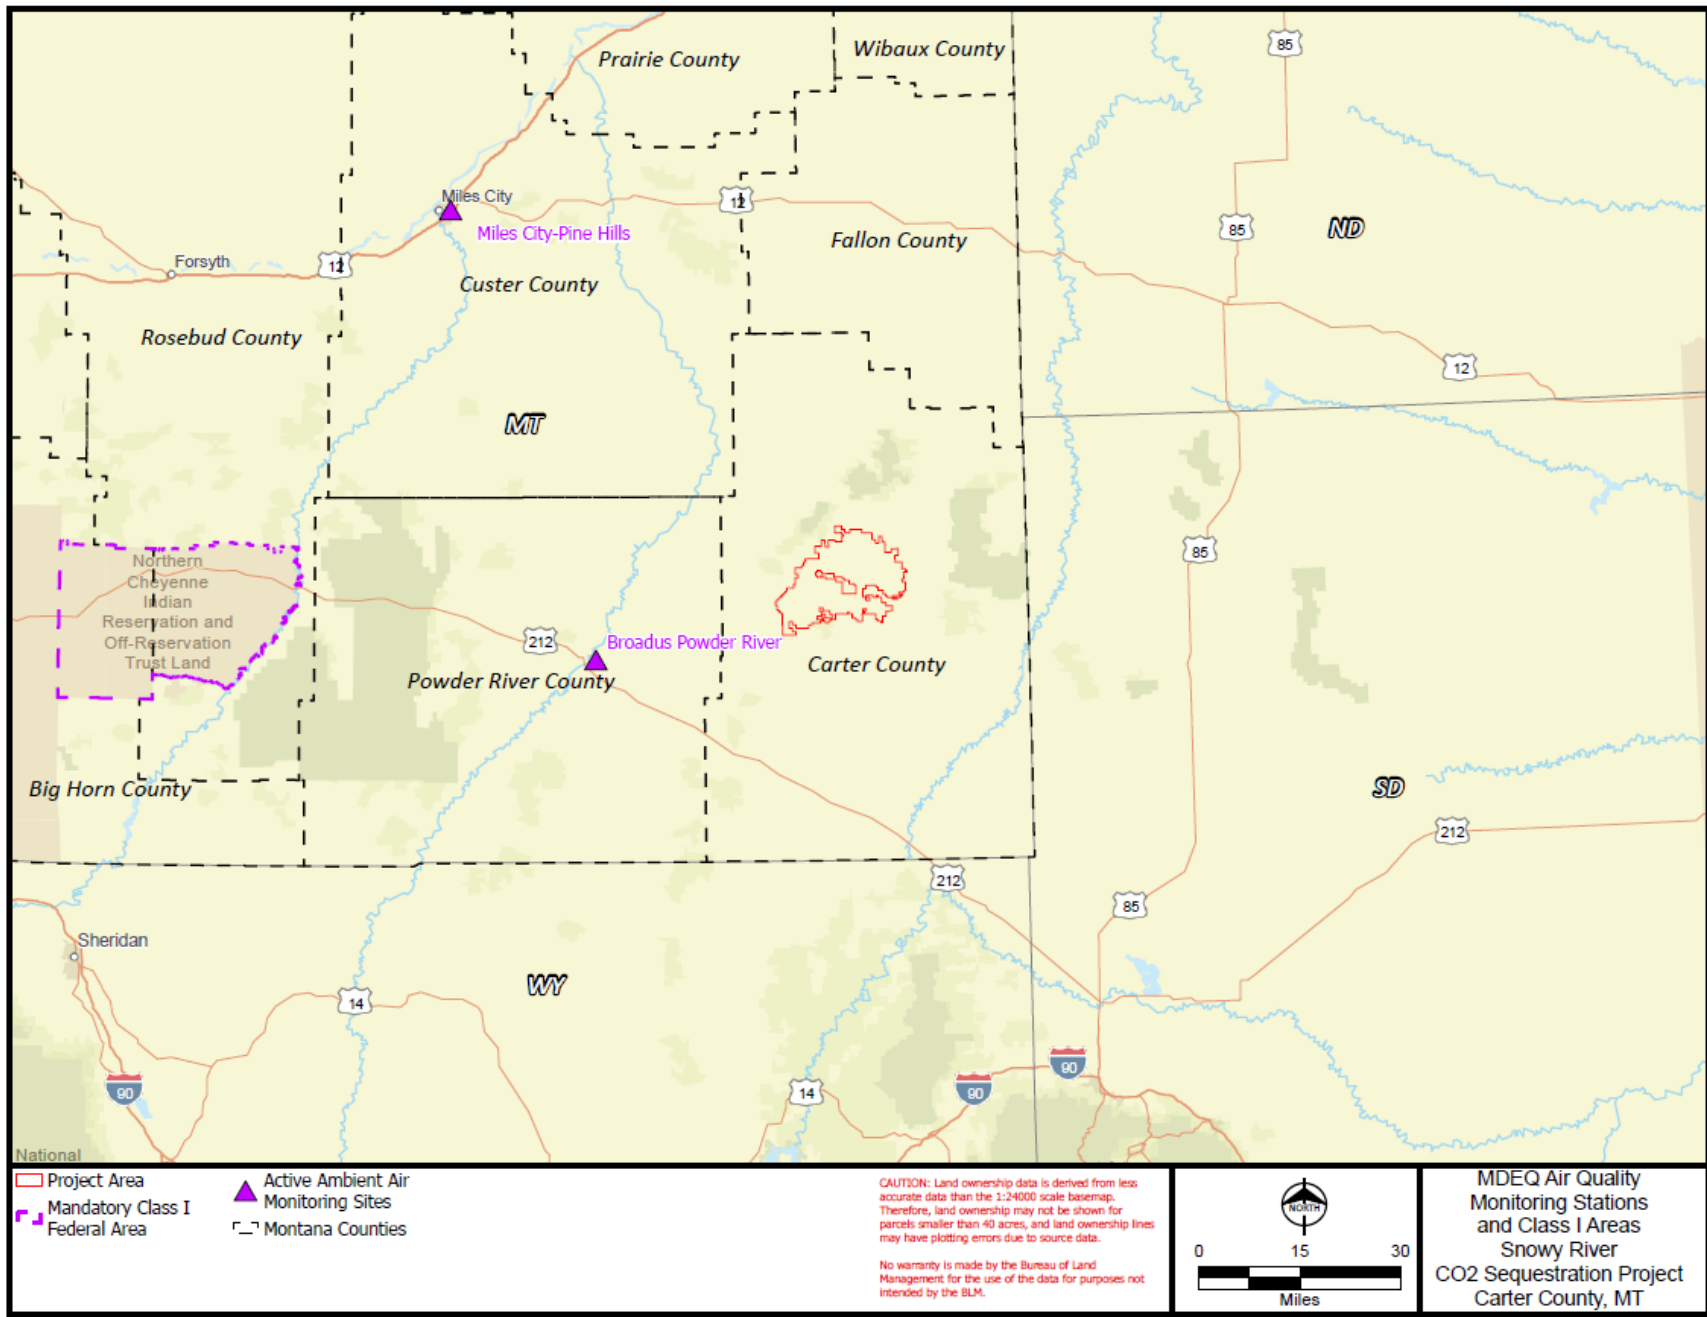 Prairie County
Wibaux County
85
Miles City
12
Miles City-Pine Hills
85
ND
Forsyth
12
Fallon County
Custer County
Rosebud County
12
MT
85
Northern
Cheyenne
Indian
Reservation and
Off-Reservation
Trust Land
212
Broadus Powder River
Carter County
Powder River County
Big Horn County
SD
212
212
85
Sheridan
WY
14
90
14
90
90
National
Project Area
Mandatory Class I
Federal Area
Active Ambient Air
Monitoring Sites
Montana Counties
CAUTION: Land ownership data is derived from less
accurate data than the 1:24000 scale basemap.
Therefore, land ownership may not be shown for
parcels smaller than 40 acres, and land ownership lines
may have plotting errors due to source data.
No warranty is made by the Bureau of Land
Management for the use of the data for purposes not
intended by the BLM.
NORTH
0 15 30
Miles
MDEQ Air Quality
Monitoring Stations
and Class I Areas
Snowy River
CO2 Sequestration Project
Carter County, MT